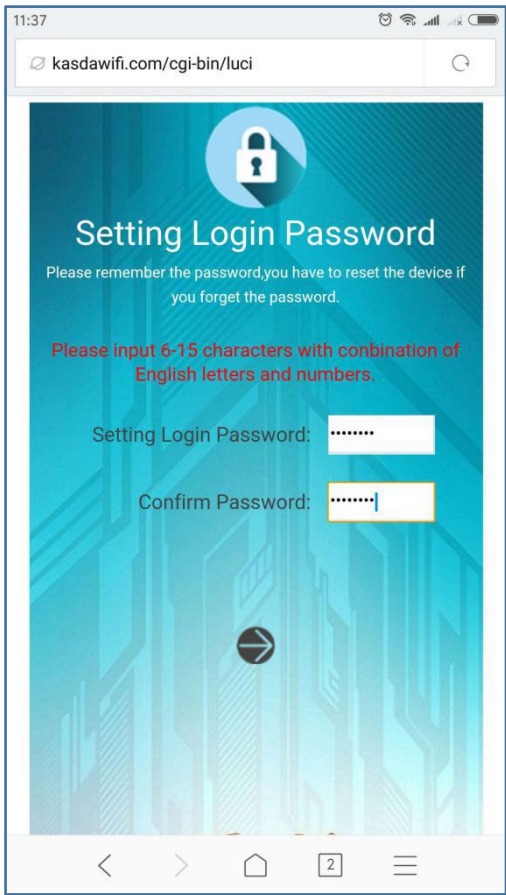 11:37
kasdawifi.com/cgi-bin/luci
Setting Login Password
Please remember the password,you have to reset the device if
you forget the password.
Please input 6-15 characters with conbination of
English letters and numbers.
Setting Login Password: ••••••••
Confirm Password: ••••••••
2